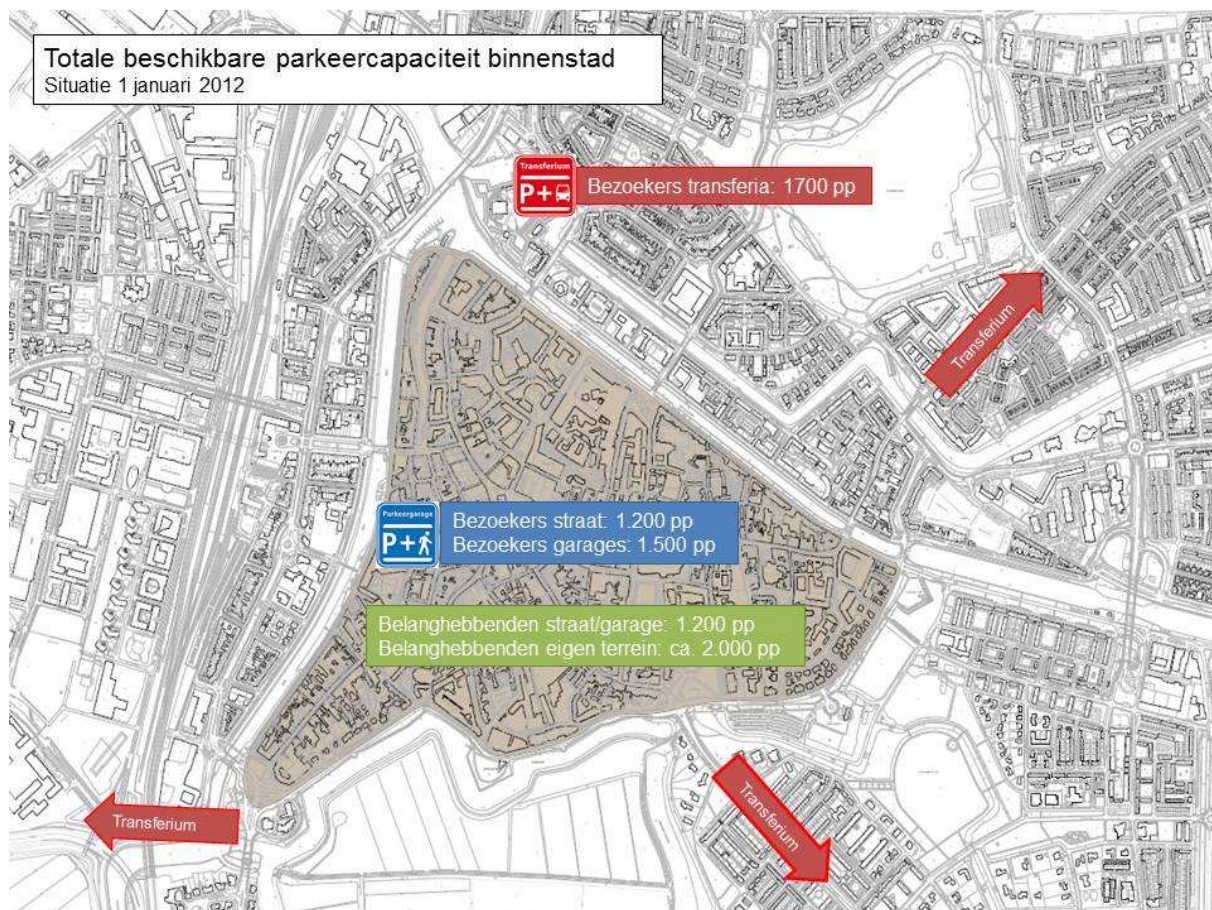 Totale beschikbare parkeercapaciteit binnenstad
Situatie 1 januari 2012
Transferium
P+
Bezoekers transferia: 1700 pp
Transferium
Parkeergarage
P+
Bezoekers straat: 1.200 pp
Bezoekers garages: 1.500 pp
Belanghebbenden straat/garage: 1.200 pp
Belanghebbenden eigen terrein: ca. 2.000 pp
Transferium
Transferium